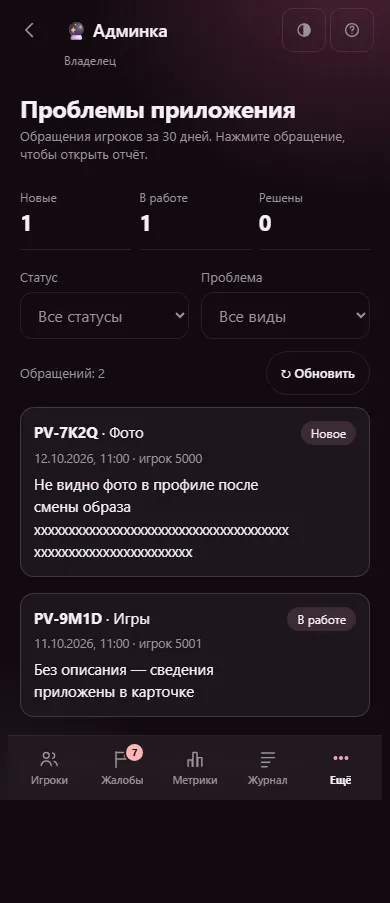 Админка
Владелец
Проблемы приложения
Обращения игроков за 30 дней. Нажмите обращение,
чтобы открыть отчёт.
Новые
1
В работе
1
Решены
0
Статус
Проблема
Все статусы
Все виды
Обращений: 2
↻ Обновить
PV-7K2Q · Фото
Новое
12.10.2026, 11:00 · игрок 5000
Не видно фото в профиле после
смены образа
xxxxxxxxxxxxxxxxxxxxxxxxxxxxxxxxxxxxx
xxxxxxxxxxxxxxxxxxxxxxx
PV-9M1D · Игры
В работе
11.10.2026, 11:00 · игрок 5001
Без описания — сведения
приложены в карточке
Игроки
7
Жалобы
Метрики
Журнал
Ещё